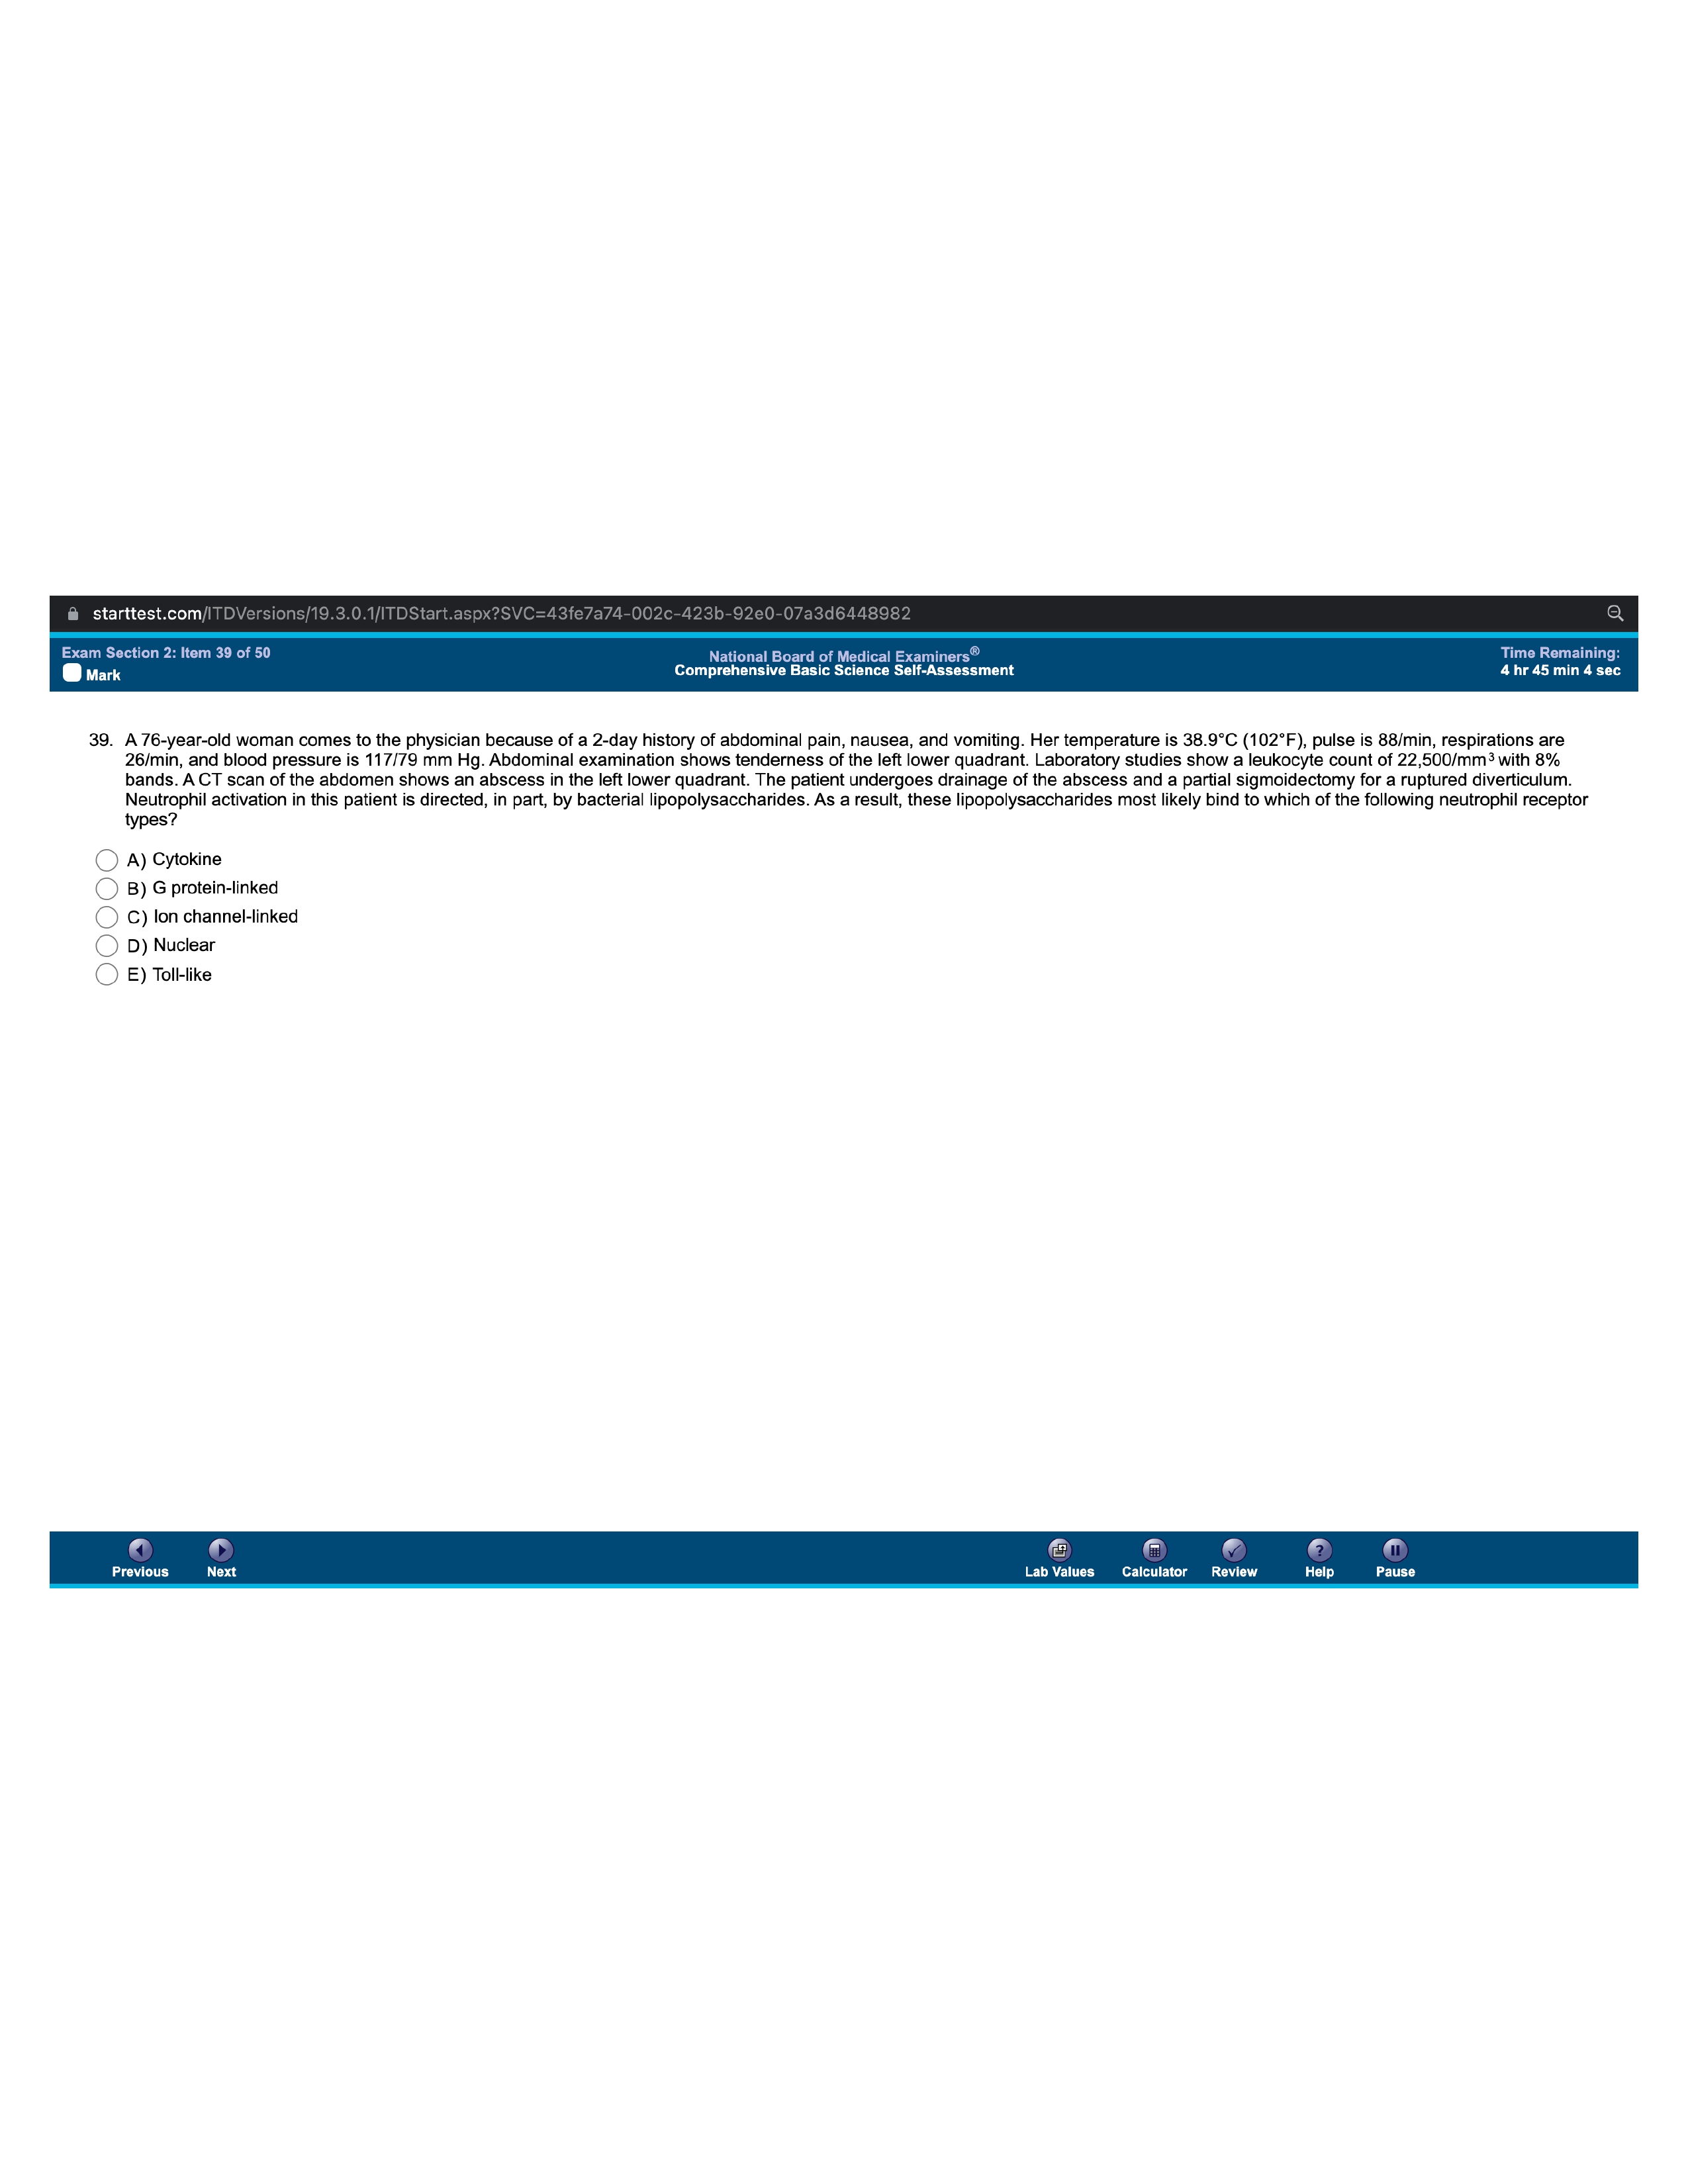 starttest.com/ITDVersions/19.3.0.1/ITDStart.aspx?SVC=43fe7a74-002c-423b-92e0-07a3d6448982
Exam Section 2: Item 39 of 50
National Board of Medical Examiners®
Time Remaining:
Mark
Comprehensive Basic Science Self-Assessment
4 hr 45 min 4 sec
39. A 76-year-old woman comes to the physician because of a 2-day history of abdominal pain, nausea, and vomiting. Her temperature is 38.9°C (102°F), pulse is 88/min, respirations are
26/min, and blood pressure is 117/79 mm Hg. Abdominal examination shows tenderness of the left lower quadrant. Laboratory studies show a leukocyte count of 22,500/mm³ with 8%
bands. A CT scan of the abdomen shows an abscess in the left lower quadrant. The patient undergoes drainage of the abscess and a partial sigmoidectomy for a ruptured diverticulum.
Neutrophil activation in this patient is directed, in part, by bacterial lipopolysaccharides. As a result, these lipopolysaccharides most likely bind to which of the following neutrophil receptor
types?
A) Cytokine
B) G protein-linked
C) Ion channel-linked
D) Nuclear
E) Toll-like
Previous Next Lab Values Calculator Review Help Pause